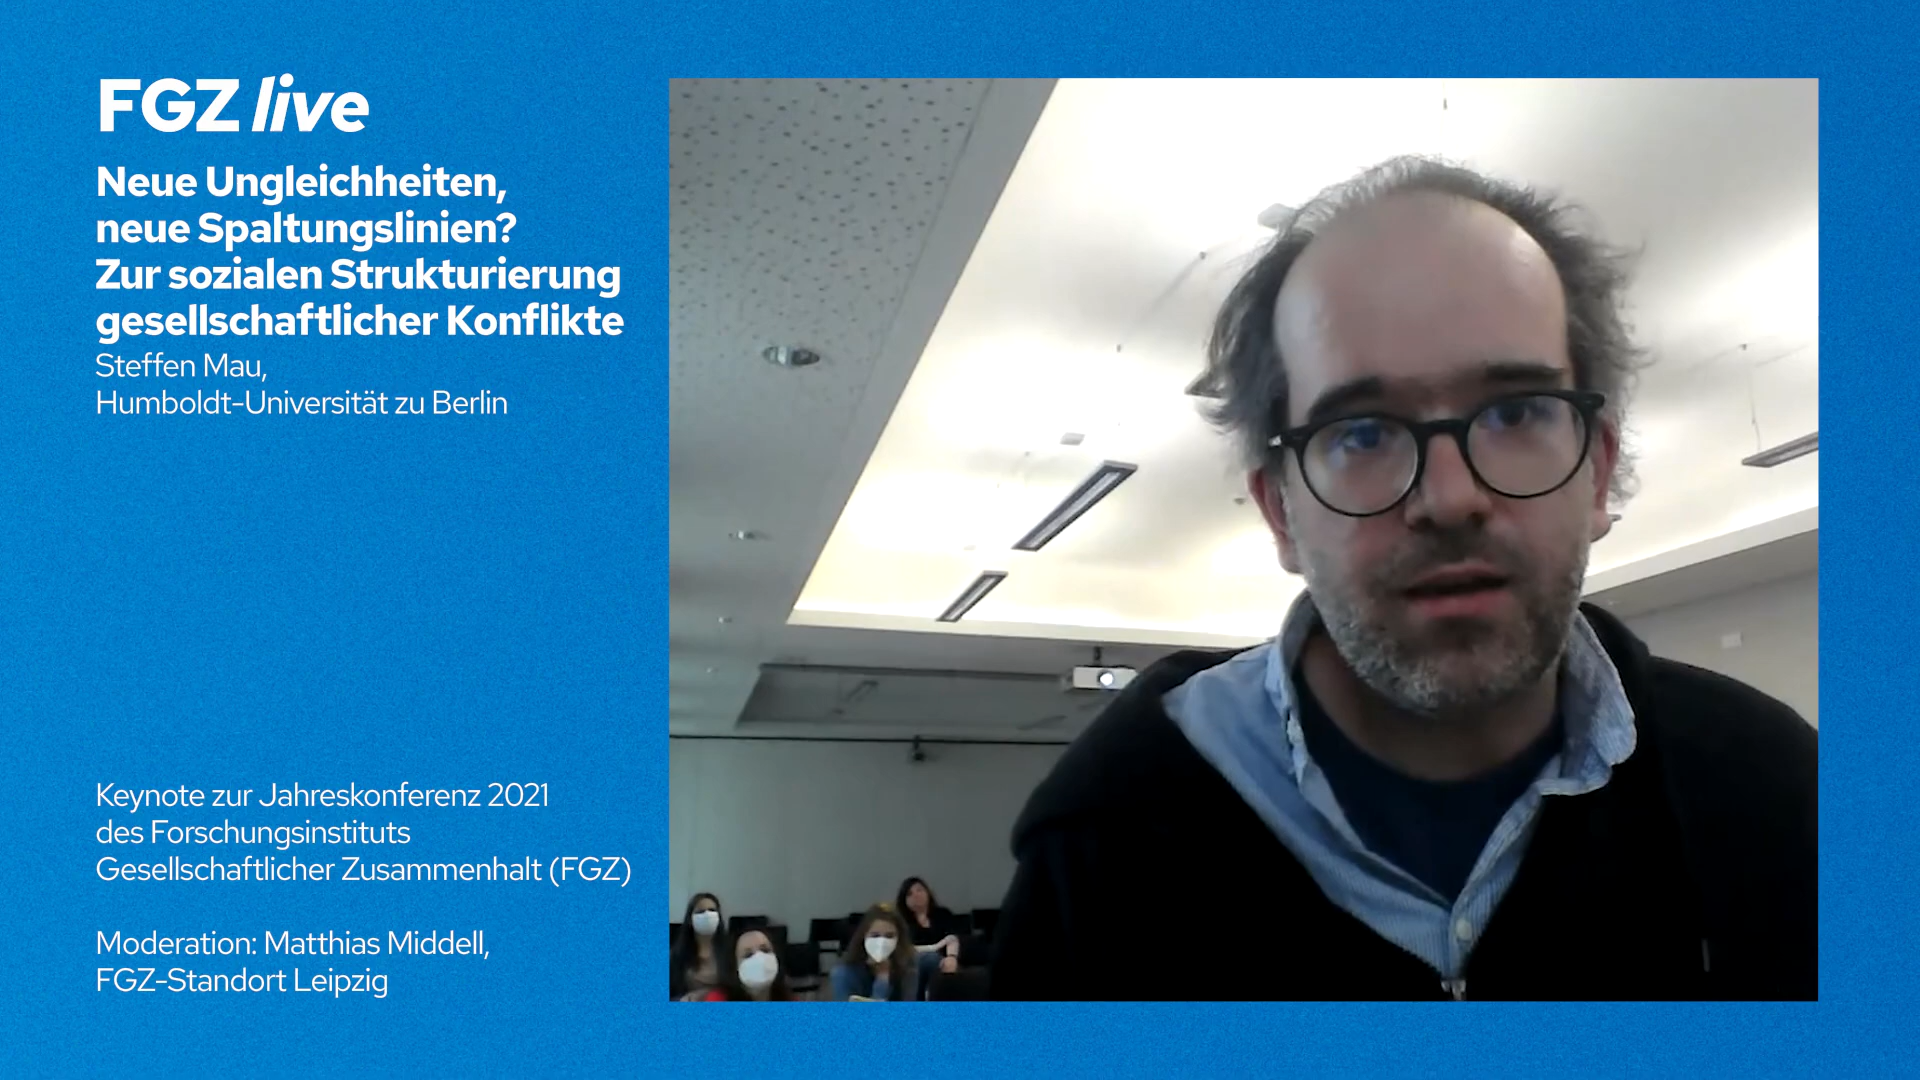 FGZ live
Neue Ungleichheiten,
neue Spaltungslinien?
Zur sozialen Strukturierung
gesellschaftlicher Konflikte
Steffen Mau,
Humboldt-Universität zu Berlin
Keynote zur Jahreskonferenz 2021
des Forschungsinstituts
Gesellschaftlicher Zusammenhalt (FGZ)
Moderation: Matthias Middell,
FGZ-Standort Leipzig